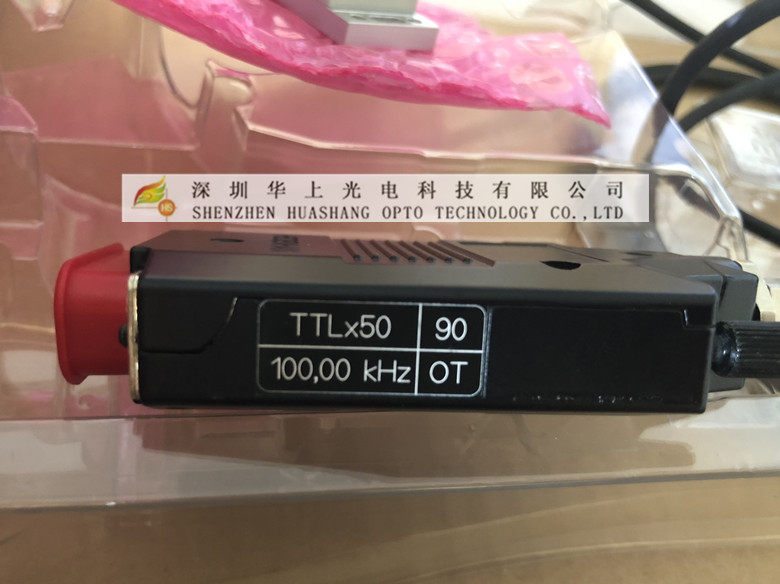 深圳华上光电科技有限公司
SHENZHEN HUASHANG OPTO TECHNOLOGY CO.,LTD
TTLx50 90
100,00 kHz OT